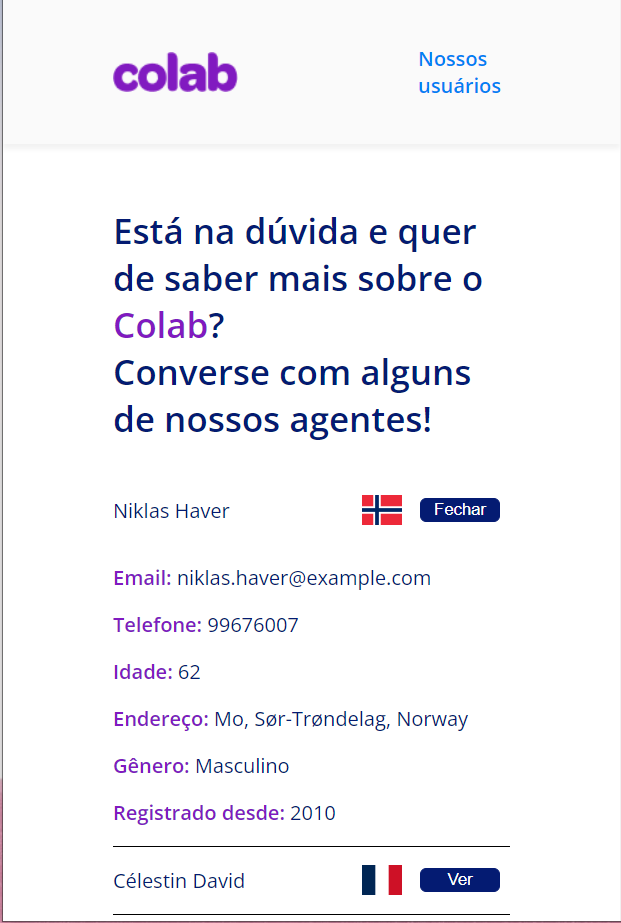 colab
Nossos
usuários
Está na dúvida e quer
de saber mais sobre o
Colab?
Converse com alguns
de nossos agentes!
Niklas Haver
Fechar
Email: niklas.haver@example.com
Telefone: 99676007
Idade: 62
Endereço: Mo, Sør-Trøndelag, Norway
Gênero: Masculino
Registrado desde: 2010
Célestin David
Ver